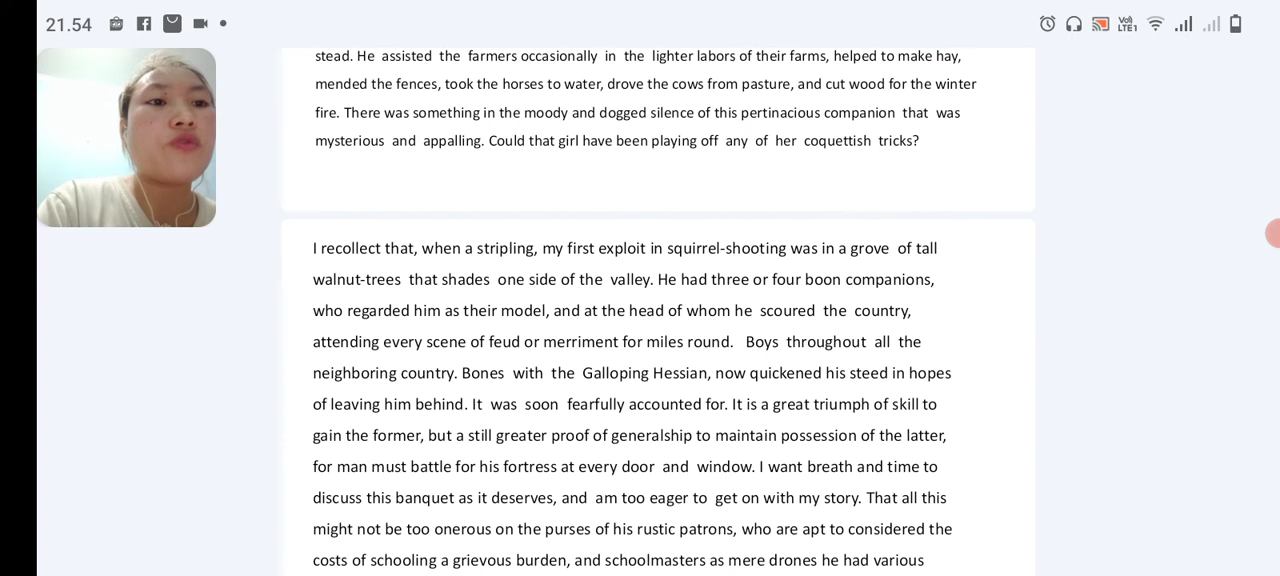 21.54
Vo))
LTE1
stead. He assisted the farmers occasionally in the lighter labors of their farms, helped to make hay,
mended the fences, took the horses to water, drove the cows from pasture, and cut wood for the winter
fire. There was something in the moody and dogged silence of this pertinacious companion that was
mysterious and appalling. Could that girl have been playing off any of her coquettish tricks?
I recollect that, when a stripling, my first exploit in squirrel-shooting was in a grove of tall
walnut-trees that shades one side of the valley. He had three or four boon companions,
who regarded him as their model, and at the head of whom he scoured the country,
attending every scene of feud or merriment for miles round. Boys throughout all the
neighboring country. Bones with the Galloping Hessian, now quickened his steed in hopes
of leaving him behind. It was soon fearfully accounted for. It is a great triumph of skill to
gain the former, but a still greater proof of generalship to maintain possession of the latter,
for man must battle for his fortress at every door and window. I want breath and time to
discuss this banquet as it deserves, and am too eager to get on with my story. That all this
might not be too onerous on the purses of his rustic patrons, who are apt to considered the
costs of schooling a grievous burden, and schoolmasters as mere drones he had various